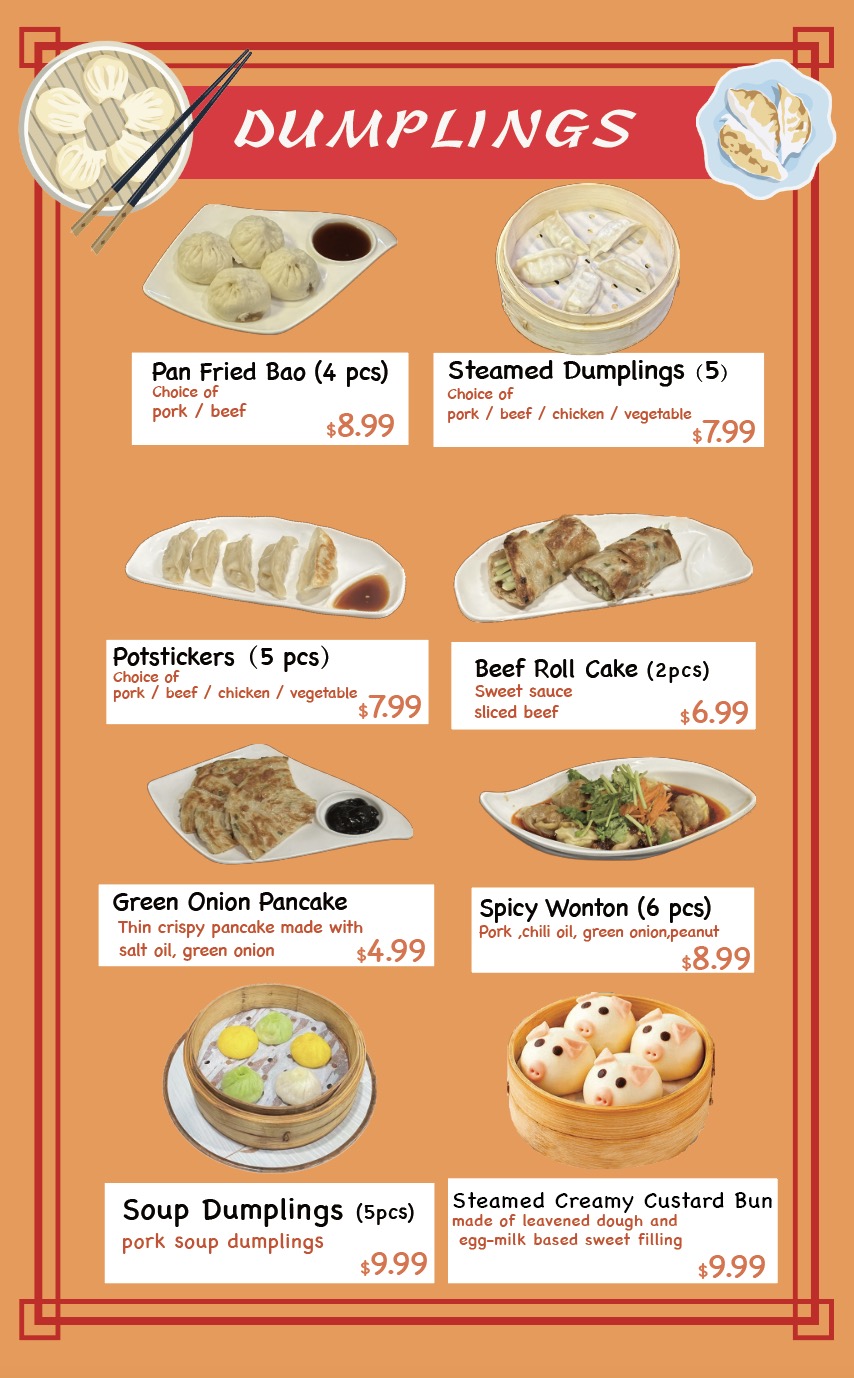 DUMPLINGS
Pan Fried Bao (4 pcs)
Choice of
pork / beef
$8.99
Steamed Dumplings (5)
Choice of
pork / beef / chicken / vegetable
$7.99
Potstickers (5 pcs)
Choice of
pork / beef / chicken / vegetable
$7.99
Beef Roll Cake (2pcs)
Sweet sauce
sliced beef
$6.99
Green Onion Pancake
Thin crispy pancake made with
salt oil, green onion
$4.99
Spicy Wonton (6 pcs)
Pork ,chili oil, green onion,peanut
$8.99
Soup Dumplings (5pcs)
pork soup dumplings
$9.99
Steamed Creamy Custard Bun
made of leavened dough and
egg-milk based sweet filling
$9.99